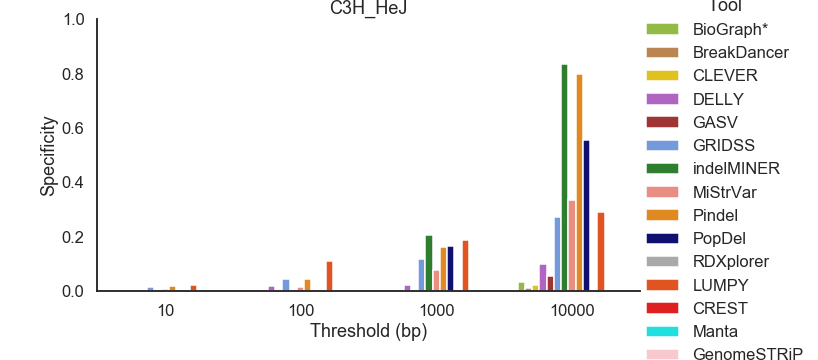 C3H_HeJ
1.0
0.8
0.6
0.4
0.2
0.0
Specificity
10
100
1000
10000
Threshold (bp)
Tool
BioGraph*
BreakDancer
CLEVER
DELLY
GASV
GRIDSS
indelMINER
MiStrVar
Pindel
PopDel
RDXplorer
LUMPY
CREST
Manta
GenomeSTRiP